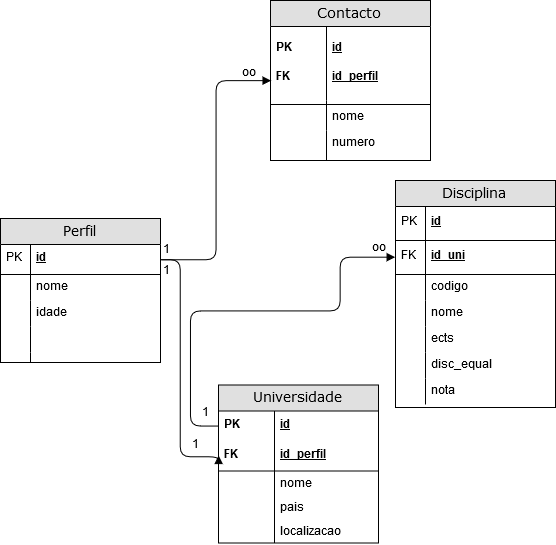 Contacto
PK id
FK id_perfil
nome
numero
oo
Disciplina
PK id
FK id_uni
codigo
nome
ects
disc_equal
nota
oo
Perfil
PK id
nome
idade
1
1
Universidade
PK id
FK id_perfil
nome
pais
localizacao
1
1